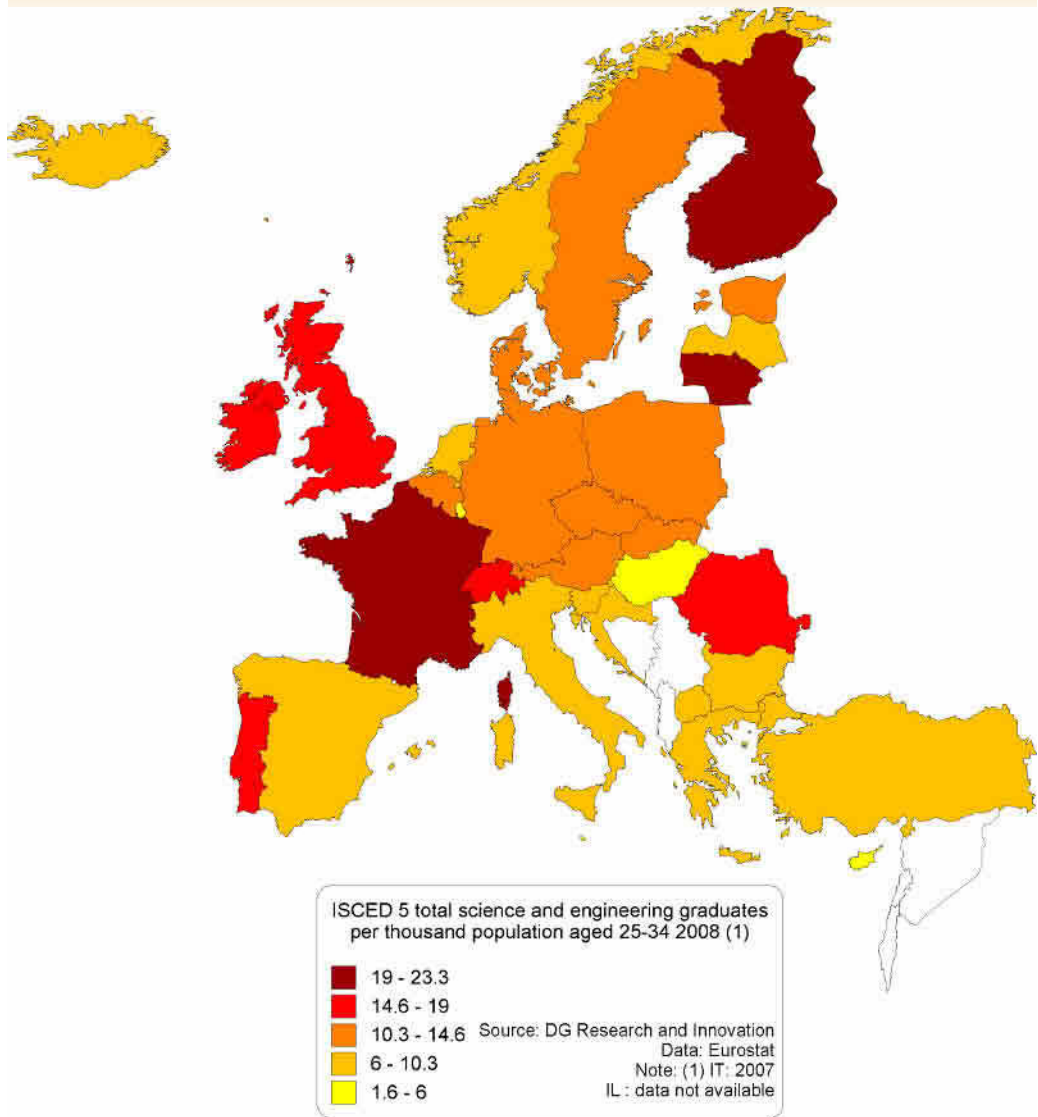 ISCED 5 total science and engineering graduates
per thousand population aged 25-34 2008 (1)
19 - 23.3
14.6 - 19
10.3 - 14.6
6 - 10.3
1.6 - 6
Source: DG Research and Innovation
Data: Eurostat
Note: (1) IT: 2007
IL : data not available